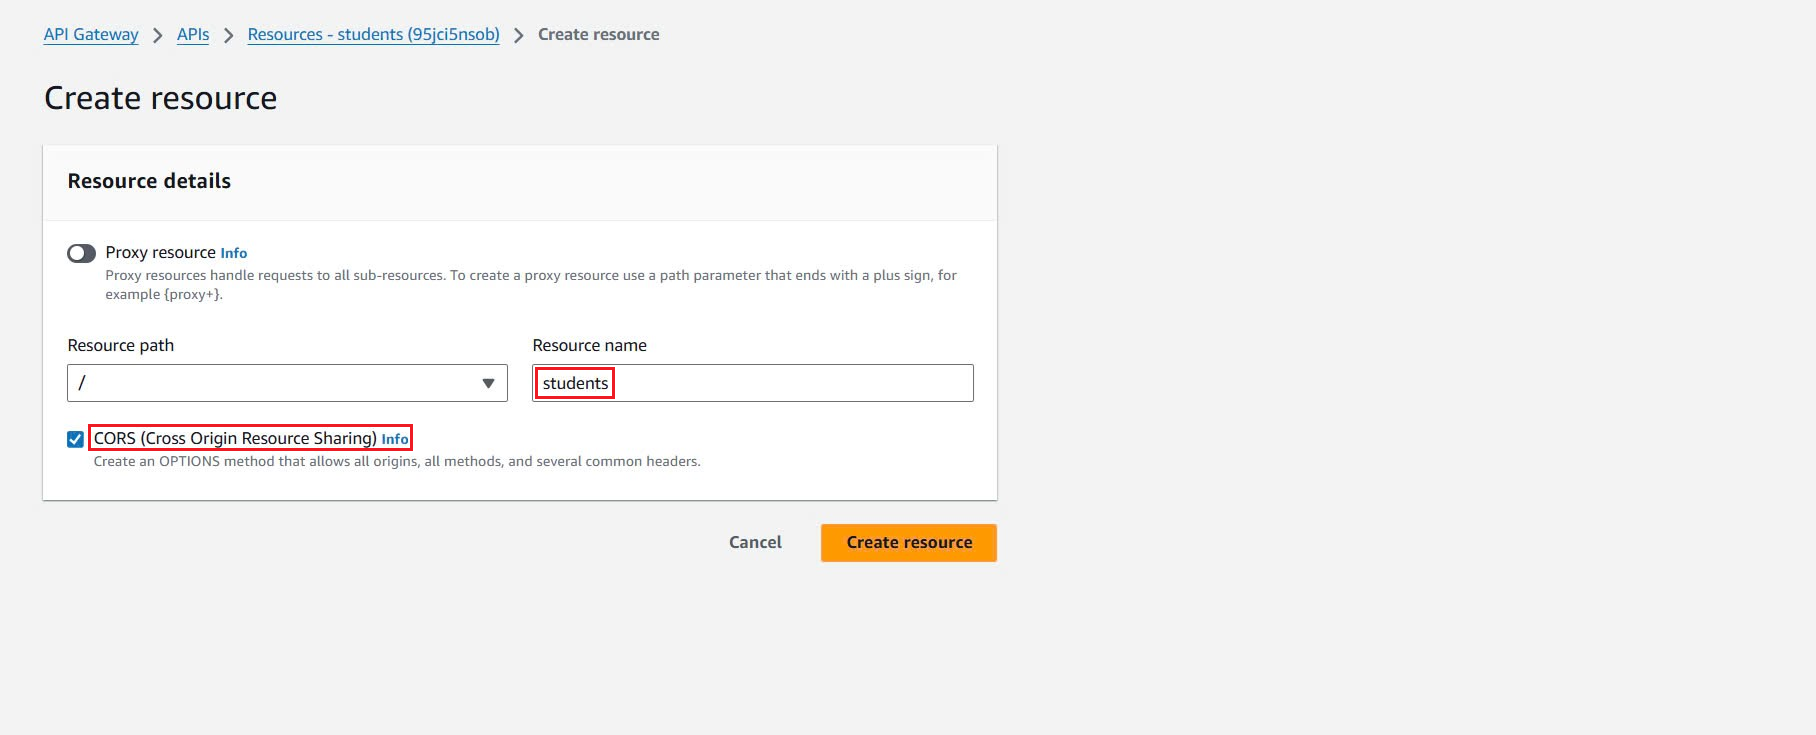 API Gateway > APIs > Resources - students (95jci5nsob) > Create resource
Create resource
Resource details
Proxy resource Info
Proxy resources handle requests to all sub-resources. To create a proxy resource use a path parameter that ends with a plus sign, for
example {proxy+}.
Resource path
Resource name
/
students
CORS (Cross Origin Resource Sharing) Info
Create an OPTIONS method that allows all origins, all methods, and several common headers.
Cancel
Create resource